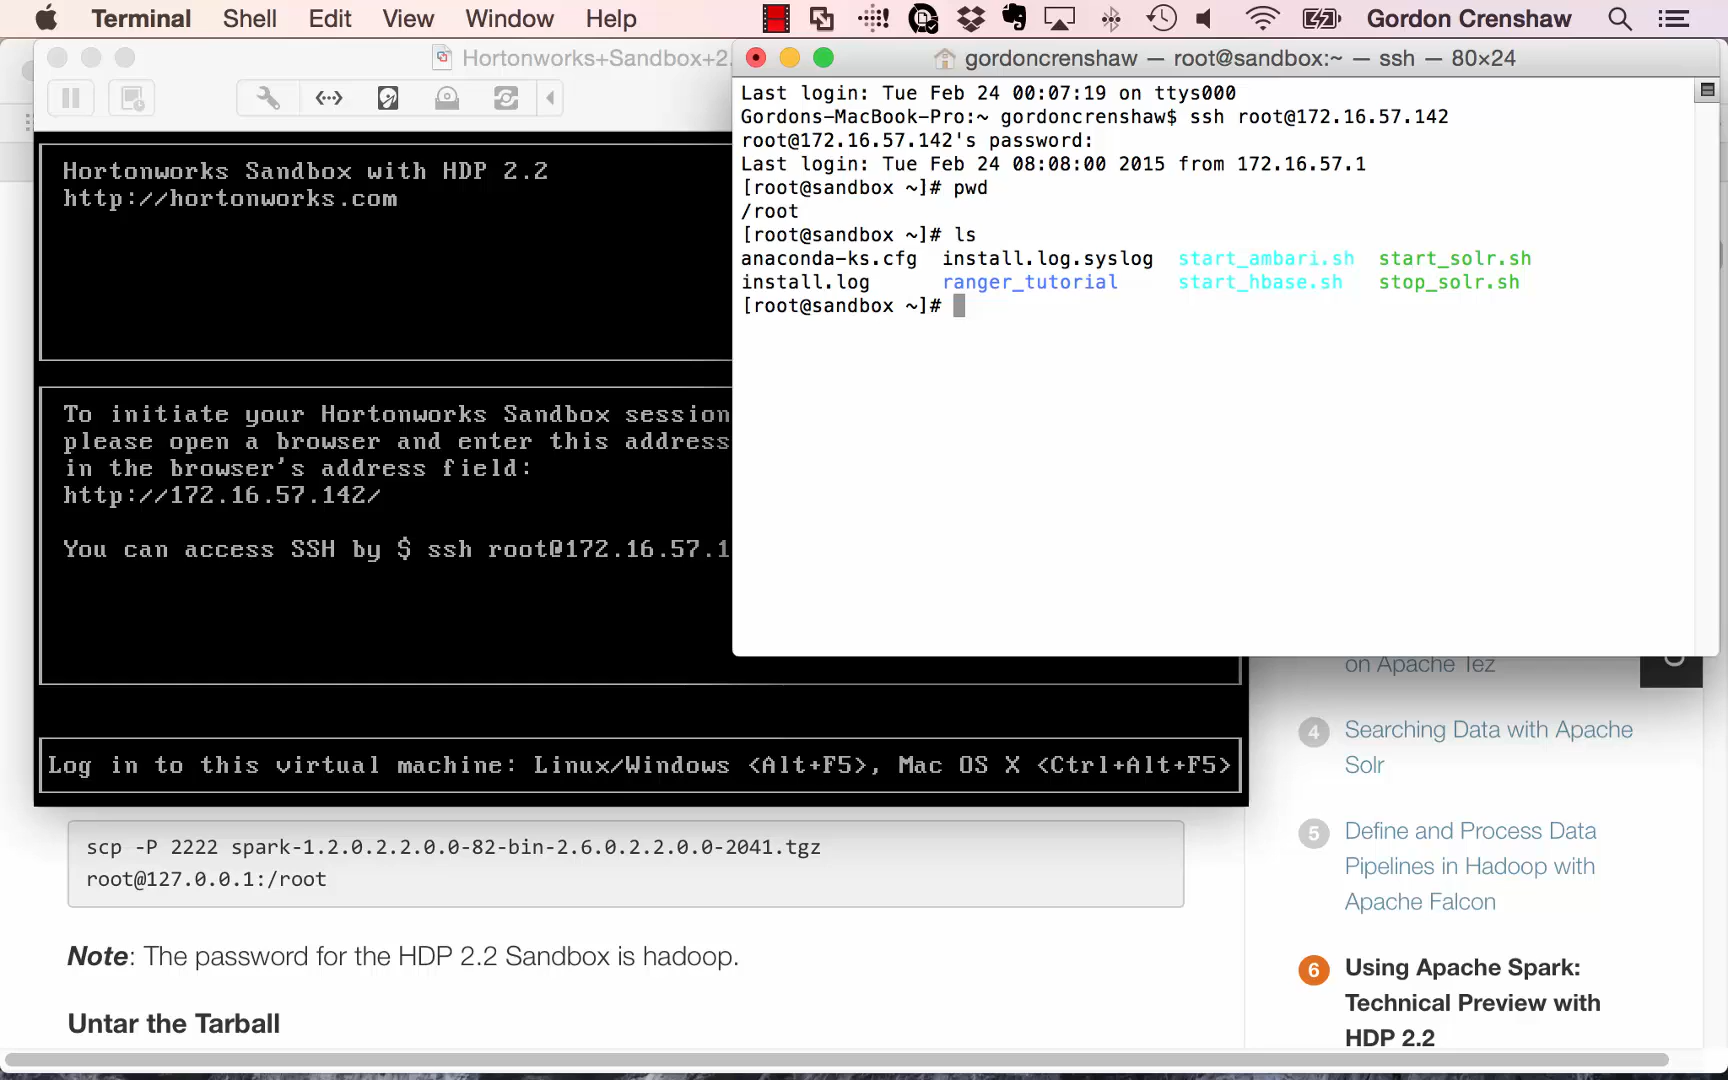 Terminal Shell Edit View Window Help Gordon Crenshaw
Hortonworks+Sandbox+2.
gordoncrenshaw — root@sandbox:~ — ssh — 80×24
Last login: Tue Feb 24 00:07:19 on ttys000
Gordons-MacBook-Pro:~ gordoncrenshaw$ ssh root@172.16.57.142
root@172.16.57.142's password:
Last login: Tue Feb 24 08:08:00 2015 from 172.16.57.1
[root@sandbox ~]# pwd
/root
[root@sandbox ~]# ls
anaconda-ks.cfg install.log.syslog start_ambari.sh start_solr.sh
install.log ranger_tutorial start_hbase.sh stop_solr.sh
[root@sandbox ~]#
Hortonworks Sandbox with HDP 2.2
http://hortonworks.com
To initiate your Hortonworks Sandbox session
please open a browser and enter this address
in the browser's address field:
http://172.16.57.142/
You can access SSH by $ ssh root@172.16.57.1
Log in to this virtual machine: Linux/Windows <Alt+F5>, Mac OS X <Ctrl+Alt+F5>
scp -P 2222 spark-1.2.0.2.2.0.0-82-bin-2.6.0.2.2.0.0-2041.tgz
root@127.0.0.1:/root
Note: The password for the HDP 2.2 Sandbox is hadoop.
Untar the Tarball
on Apache Tez
4 Searching Data with Apache
Solr
5 Define and Process Data
Pipelines in Hadoop with
Apache Falcon
6 Using Apache Spark:
Technical Preview with
HDP 2.2